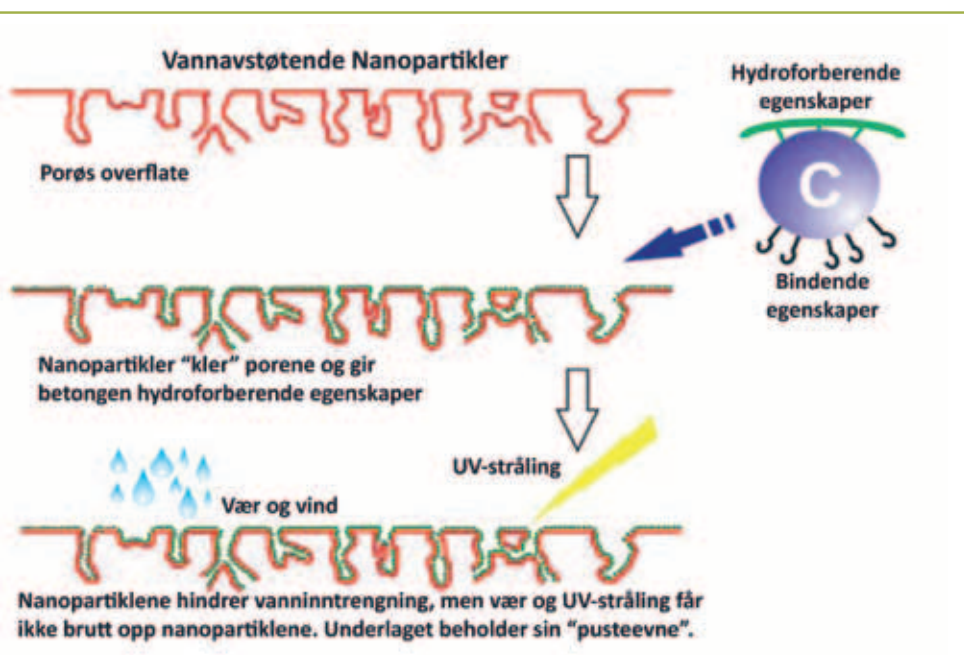 Vannavstøtende Nanopartikler
Hydroforberende
egenskaper
Porøs overflate
C
Bindende
egenskaper
Nanopartikler “kler” porene og gir
betongen hydroforberende egenskaper
UV-stråling
Vær og vind
Nanopartiklene hindrer vanninntrengning, men vær og UV-stråling får
ikke brutt opp nanopartiklene. Underlaget beholder sin “pusteevne”.